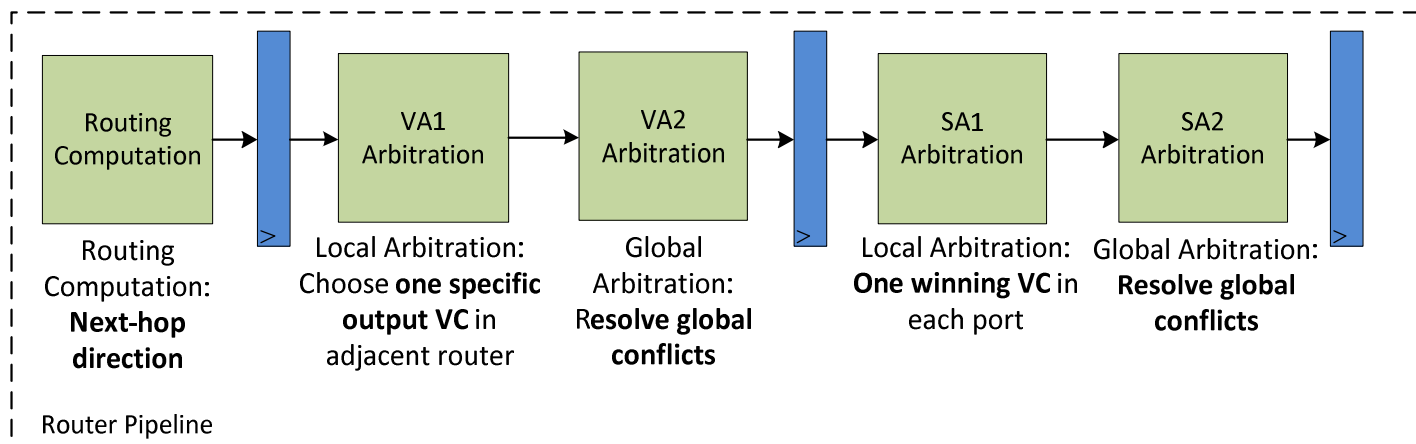 Routing
Computation
VA1
Arbitration
VA2
Arbitration
SA1
Arbitration
SA2
Arbitration
>
>
>
Routing
Computation:
Next-hop
direction
Local Arbitration:
Choose one specific
output VC in
adjacent router
Global
Arbitration:
Resolve global
conflicts
Local Arbitration:
One winning VC in
each port
Global Arbitration:
Resolve global
conflicts
Router Pipeline